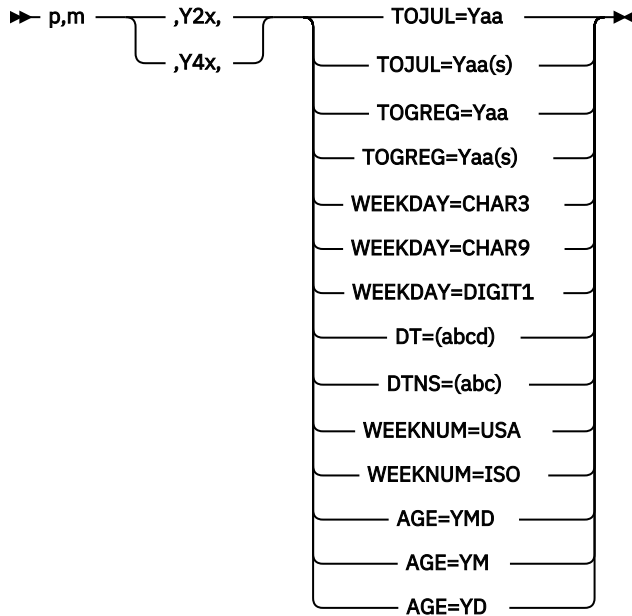 p,m ,Y2x, TOJUL=Yaa
,Y4x, TOJUL=Yaa(s)
TOGREG=Yaa
TOGREG=Yaa(s)
WEEKDAY=CHAR3
WEEKDAY=CHAR9
WEEKDAY=DIGIT1
DT=(abcd)
DTNS=(abc)
WEEKNUM=USA
WEEKNUM=ISO
AGE=YMD
AGE=YM
AGE=YD